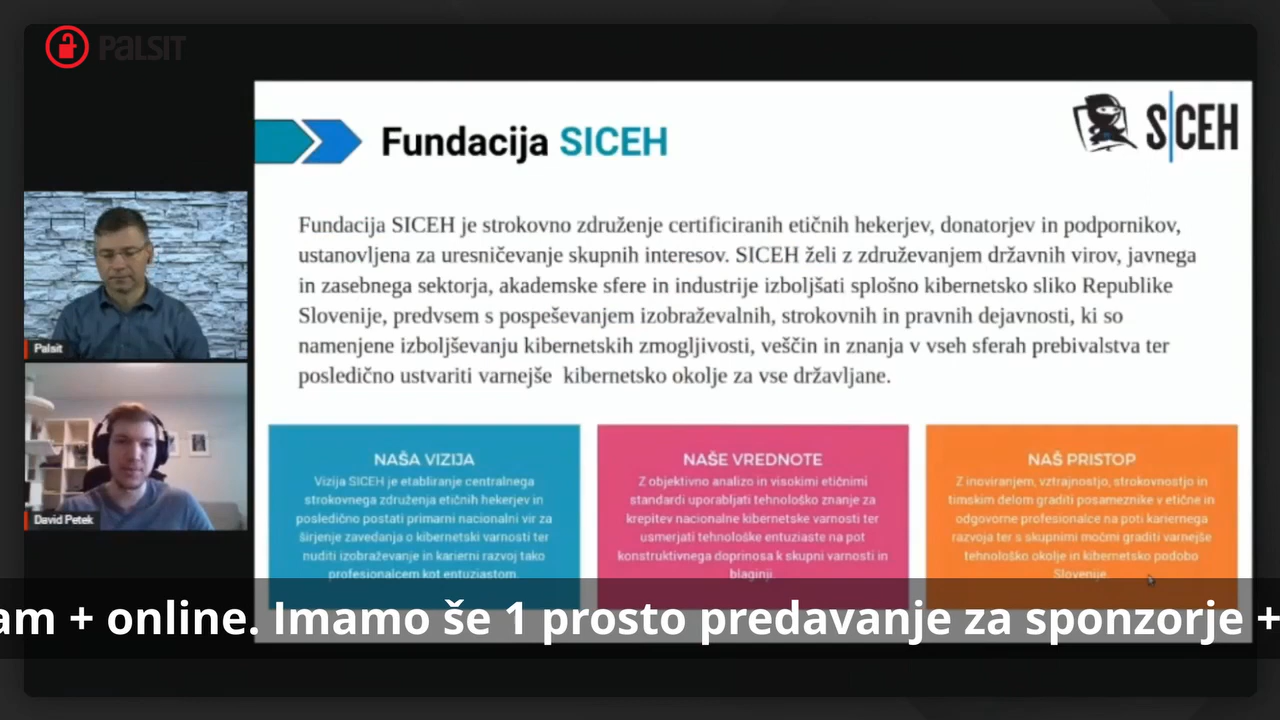 PALSIT
Fundacija SICEH
SICEH
Fundacija SICEH je strokovno združenje certificiranih etičnih hekerjev, donatorjev in podpornikov,
ustanovljena za uresničevanje skupnih interesov. SICEH želi z združevanjem državnih virov, javnega
in zasebnega sektorja, akademske sfere in industrije izboljšati splošno kibernetsko sliko Republike
Slovenije, predvsem s pospeševanjem izobraževalnih, strokovnih in pravnih dejavnosti, ki so
namenjene izboljševanju kibernetskih zmogljivosti, veščin in znanja v vseh sferah prebivalstva ter
posledično ustvariti varnejše kibernetsko okolje za vse državljane.
Palsit
David Petek
NAŠA VIZIJA
Vizija SICEH je etabliranje centralnega
strokovnega združenja etičnih hekerjev in
posledično postati primarni nacionalni vir za
širjenje zavedanja o kibernetski varnosti ter
nuditi izobraževanje in karierni razvoj tako
profesionalcem kot entuziastom.
NAŠE VREDNOTE
Z objektivno analizo in visokimi etičnimi
standardi uporabljati tehnološko znanje za
krepitev nacionalne kibernetske varnosti ter
usmerjati tehnološke entuziaste na pot
konstruktivnega doprinosa k skupni varnosti in
blaginji.
NAŠ PRISTOP
Z inoviranjem, vztrajnostjo, strokovnostjo in
timskim delom graditi posameznike v etične in
odgovorne profesionalce na poti kariernega
razvoja ter s skupnimi močmi graditi varnejše
tehnološko okolje in kibernetsko podobo
Slovenije.
am + online. Imamo še 1 prosto predavanje za sponzorje +